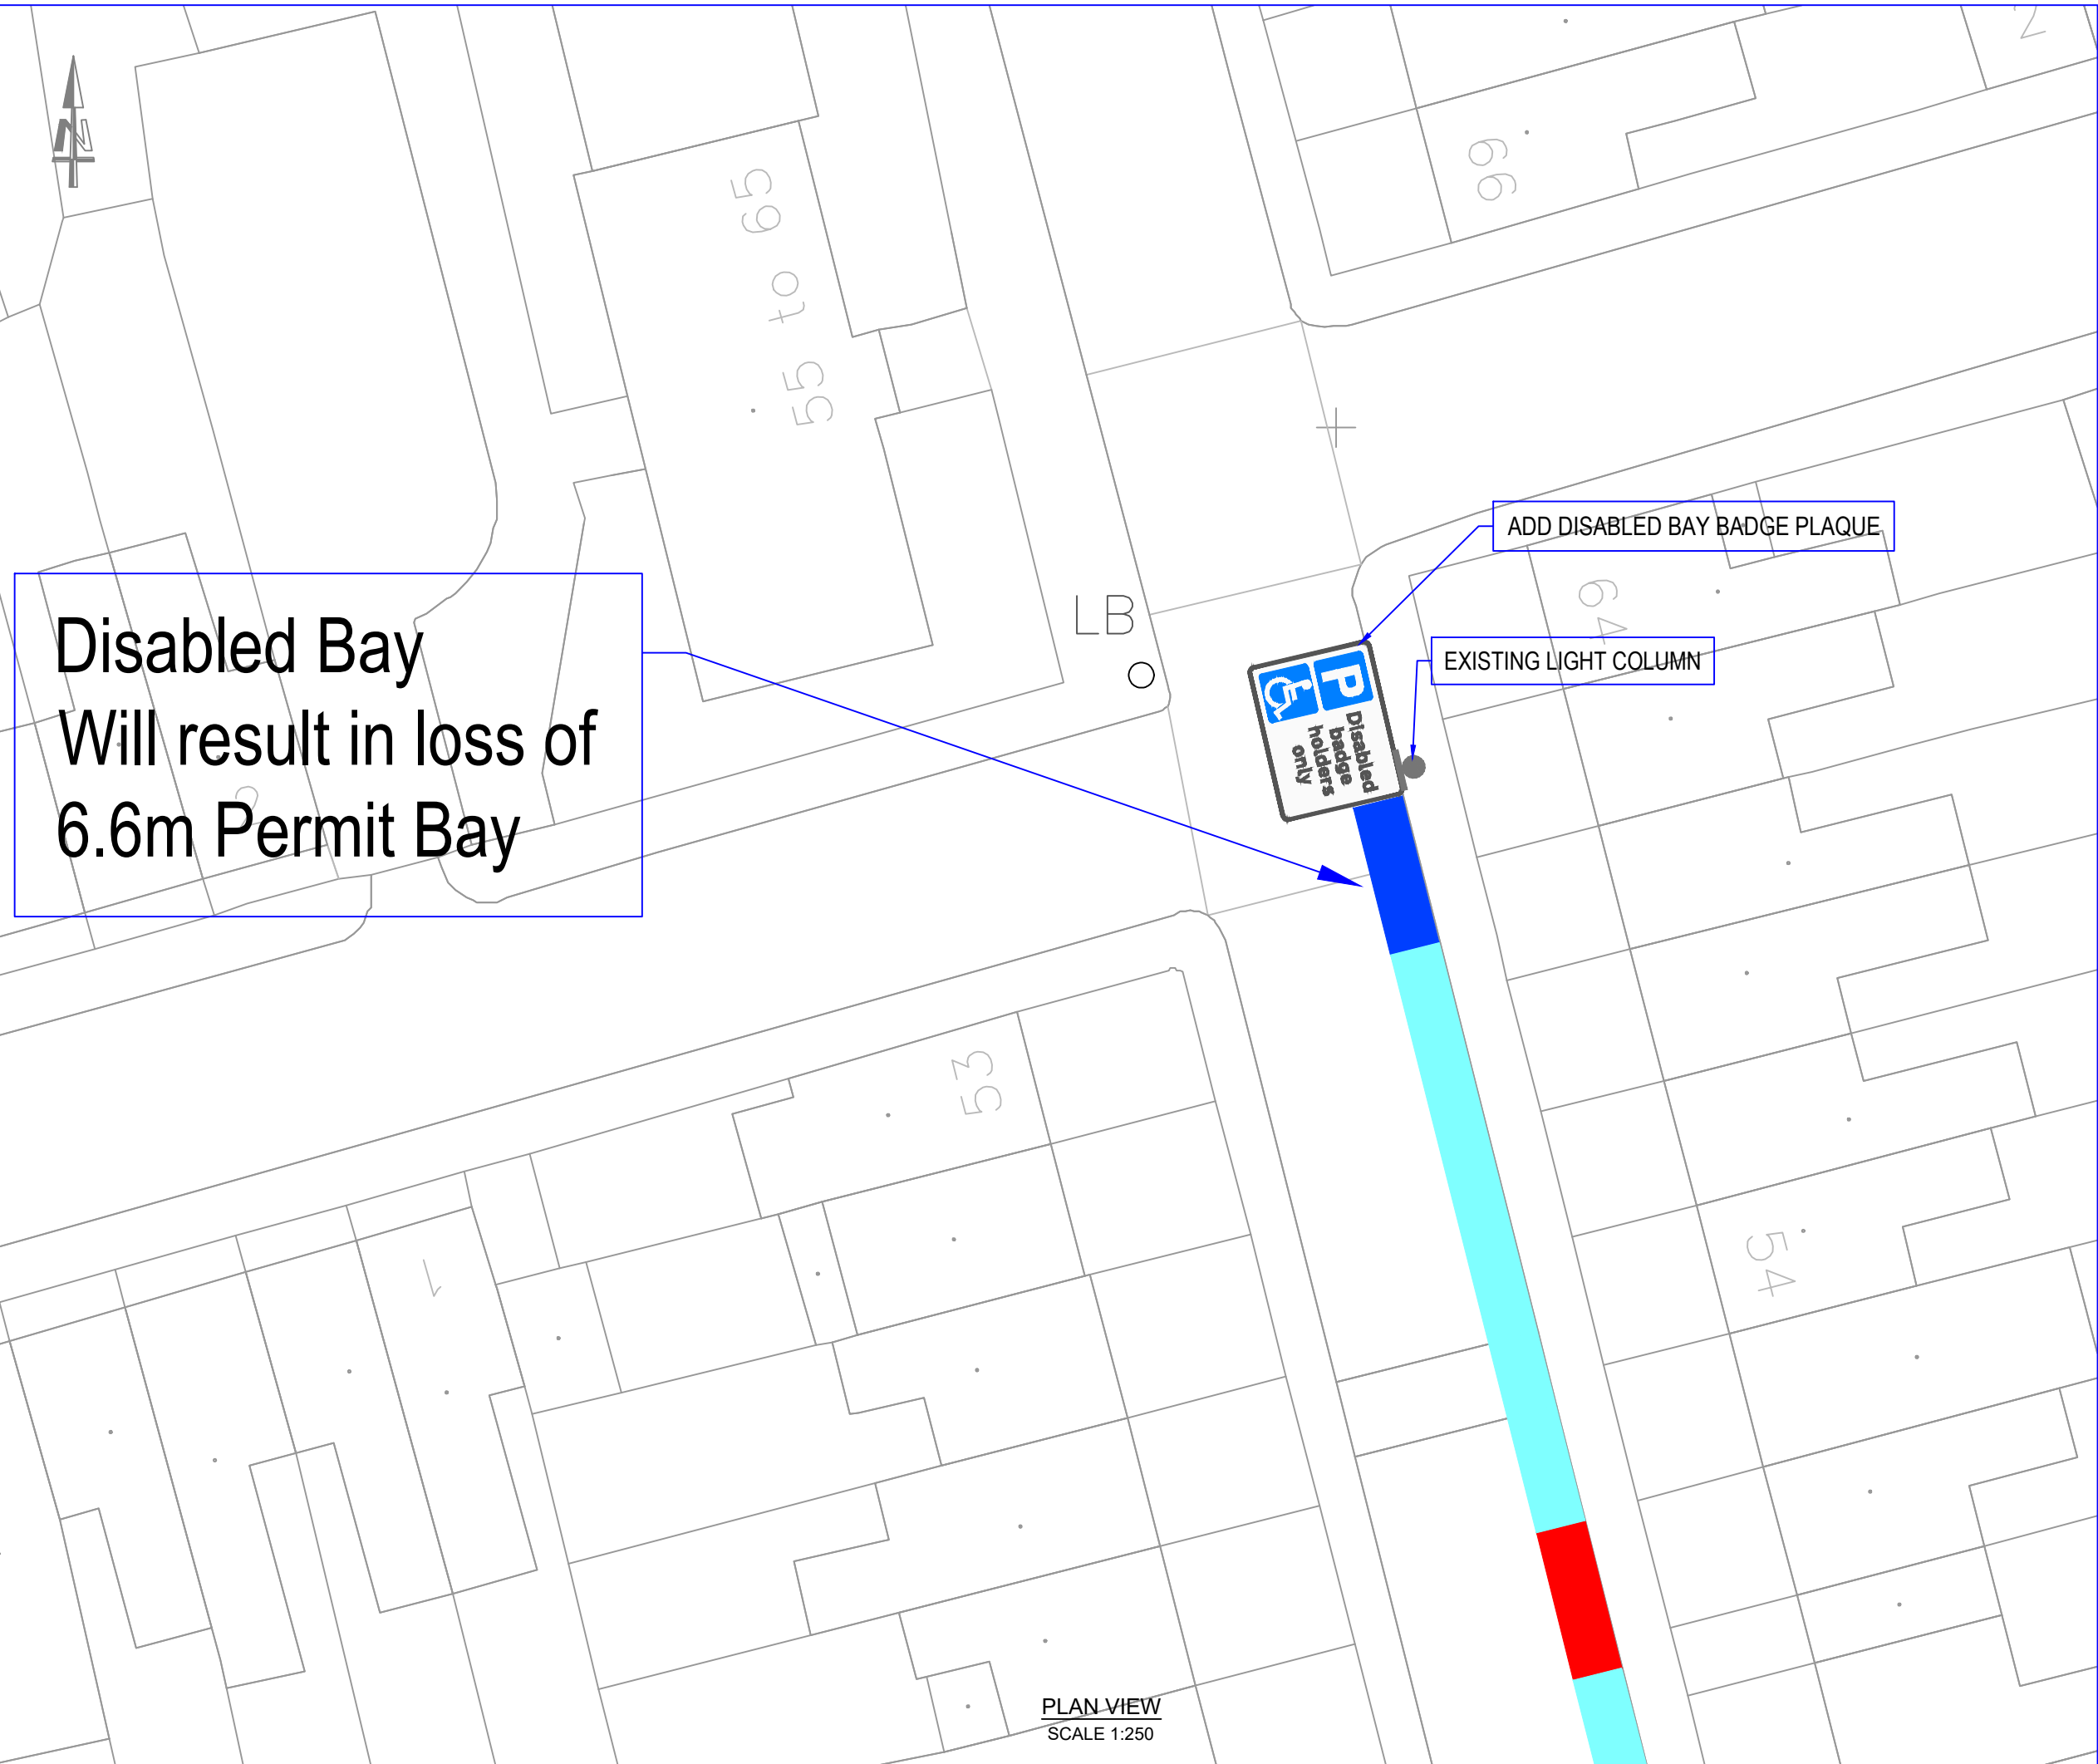 N
55 to 65
66
ADD DISABLED BAY BADGE PLAQUE
64
EXISTING LIGHT COLUMN
LB
Disabled Bay
Will result in loss of
6.6m Permit Bay
P
Disabled
badge
holders
only
53
54
1
PLAN VIEW
SCALE 1:250